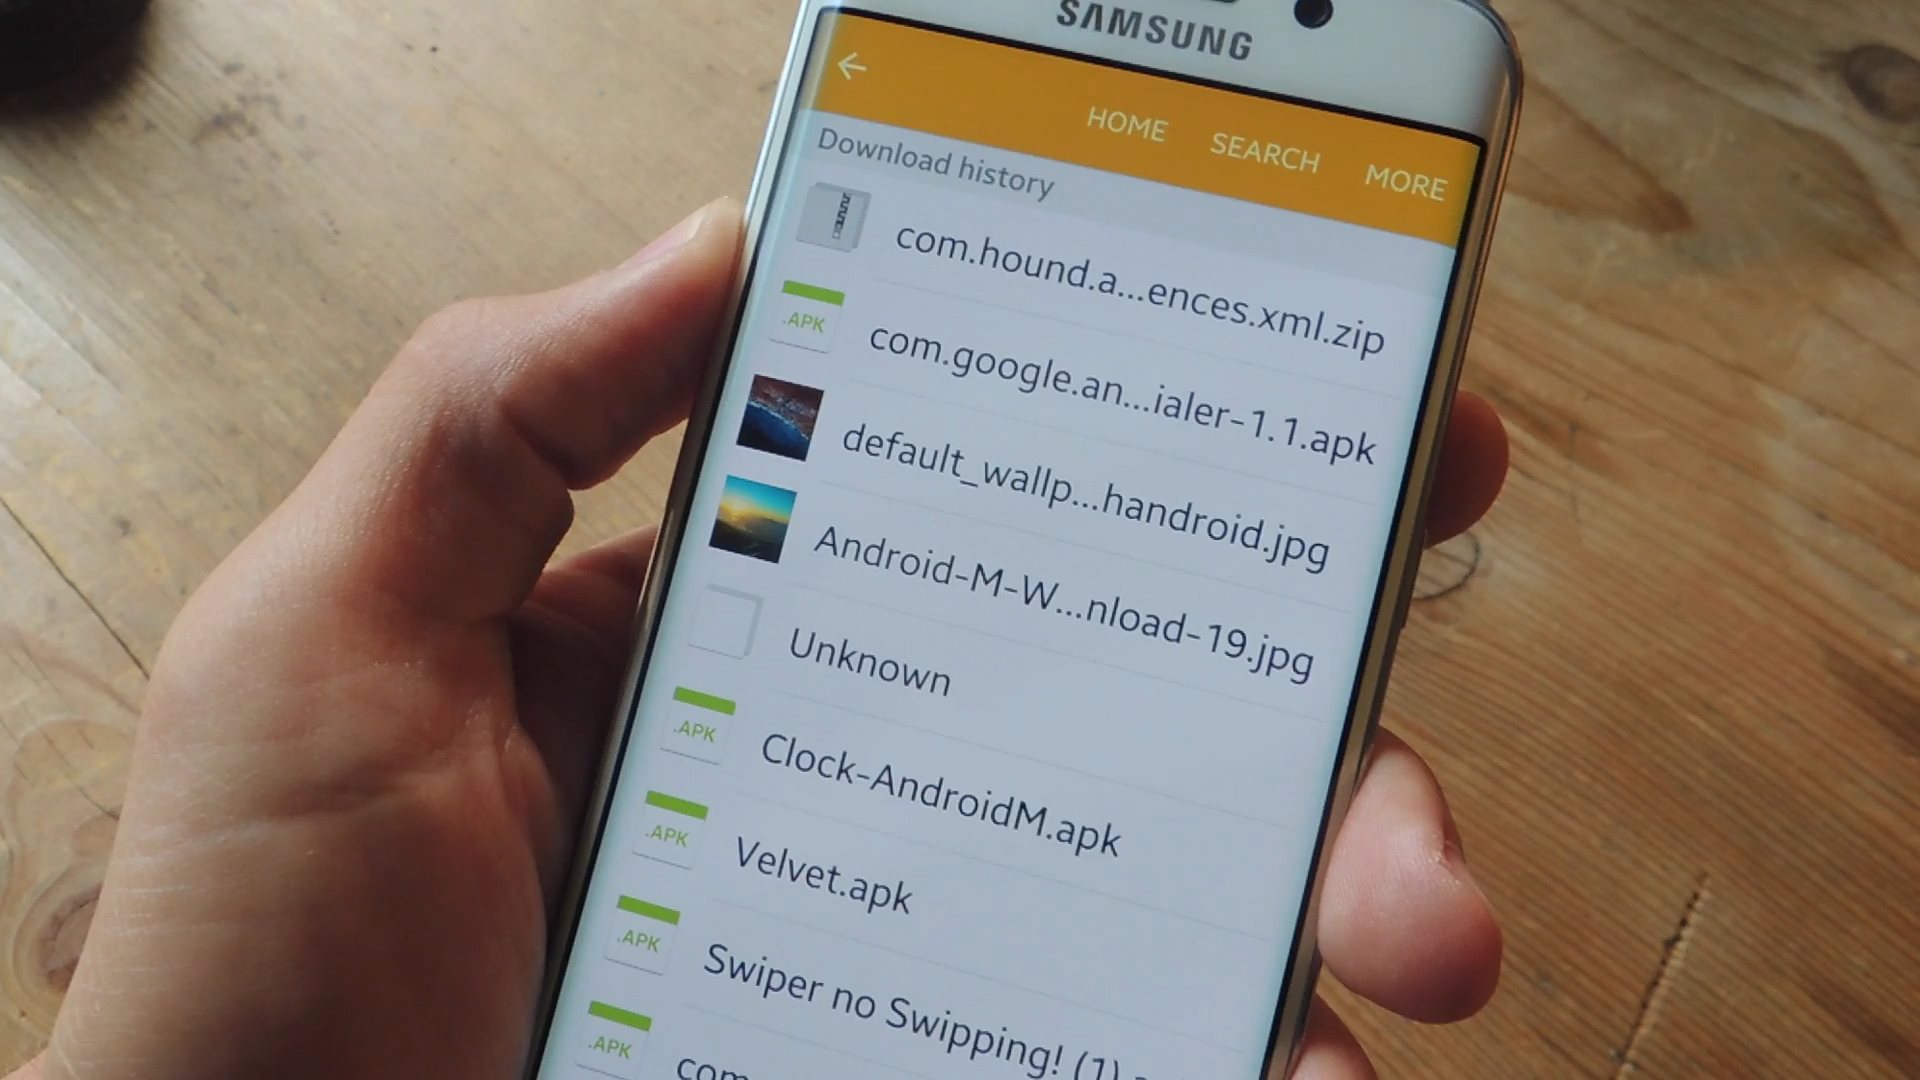 SAMSUNG
HOME SEARCH MORE
Download history
com.hound.a...ences.xml.zip
.APK
com.google.an...ialer-1.1.apk
default_wallp...handroid.jpg
Android-M-W...nload-19.jpg
Unknown
.APK
Clock-AndroidM.apk
.APK
Velvet.apk
.APK
Swiper no Swipping! (1)
.APK